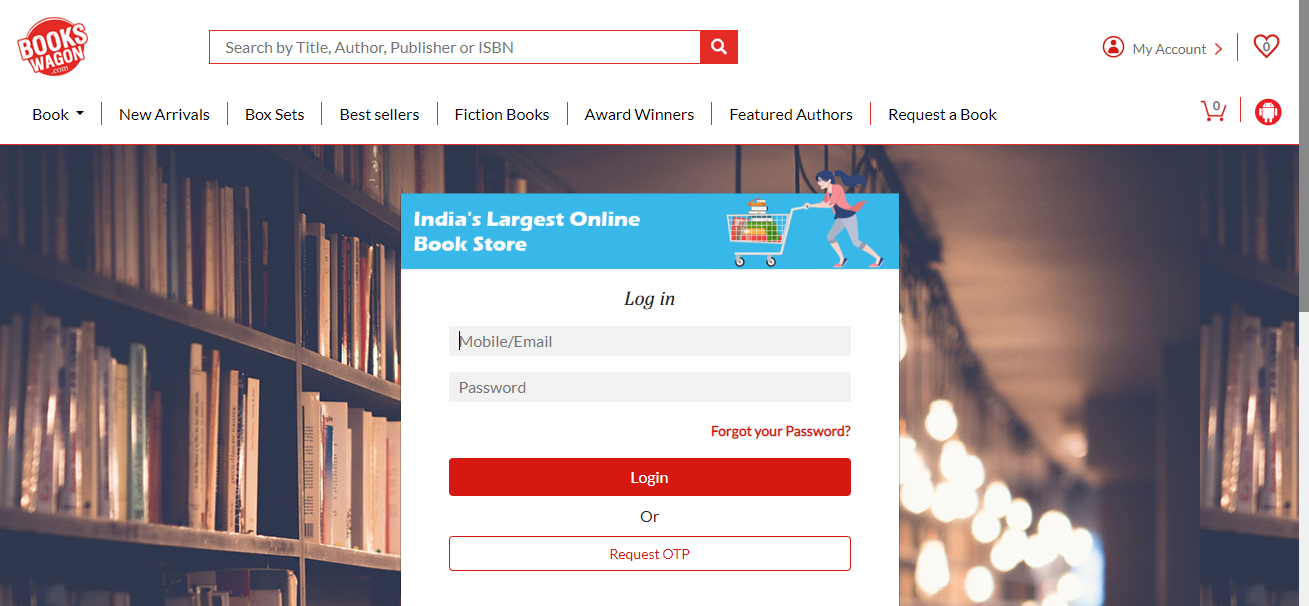 BOOKS
WAGON
.com
Search by Title, Author, Publisher or ISBN
My Account
0
Book
New Arrivals
Box Sets
Best sellers
Fiction Books
Award Winners
Featured Authors
Request a Book
0
India's Largest Online
Book Store
Log in
Mobile/Email
Password
Forgot your Password?
Login
Or
Request OTP